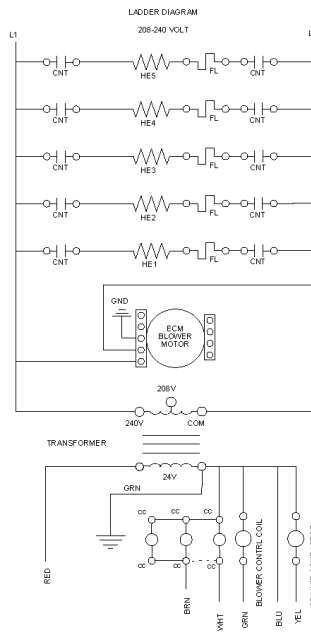 LADDER DIAGRAM
208-240 VOLT
L1
CNT HE5 FL CNT
CNT HE4 FL CNT
CNT HE3 FL CNT
CNT HE2 FL CNT
CNT HE1 FL CNT
GND
ECM
BLOWER
MOTOR
208V
240V COM
TRANSFORMER
24V
GRN
CC CC CC
CC CC CC
RED
BRN
WHT
GRN
BLOWER CONTRL COIL
BLU
YEL